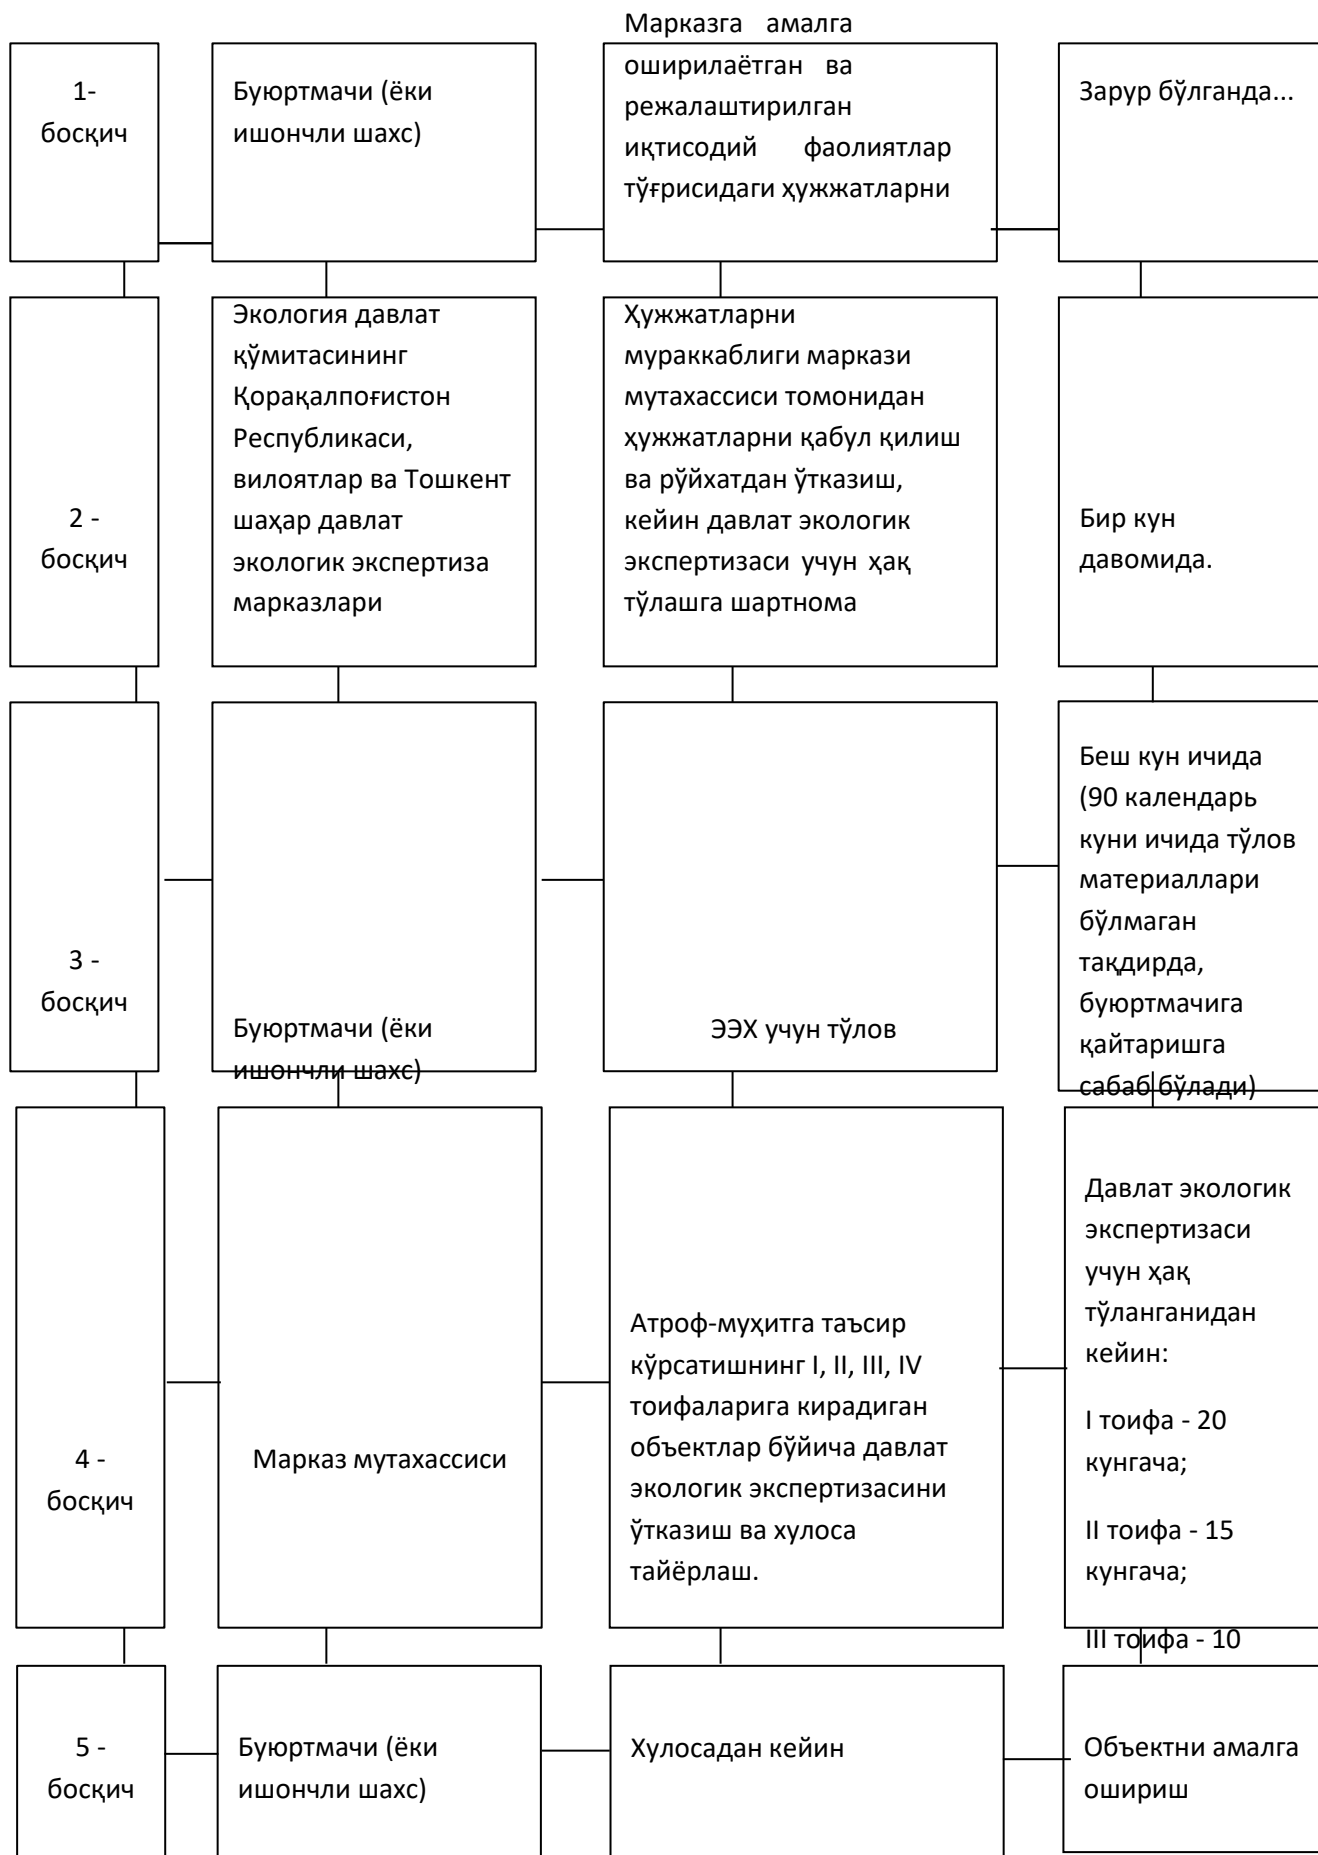 1-
босқич
Буюртмачи (ёки
ишончли шахс)
Марказга амалга
оширилаётган ва
режалаштирилган
иқтисодий фаолиятлар
тўғрисидаги ҳужжатларни
Зарур бўлганда...
2 -
босқич
Экология давлат
қўмитасининг
Қорақалпоғистон
Республикаси,
вилоятлар ва Тошкент
шаҳар давлат
экологик экспертиза
марказлари
Ҳужжатларни
мураккаблиги маркази
мутахассиси томонидан
ҳужжатларни қабул қилиш
ва рўйхатдан ўтказиш,
кейин давлат экологик
экспертизаси учун ҳақ
тўлашга шартнома
Бир кун
давомида.
3 -
босқич
Буюртмачи (ёки
ишончли шахс)
ЭЭХ учун тўлов
Беш кун ичида
(90 календарь
куни ичида тўлов
материаллари
бўлмаган
тақдирда,
буюртмачига
қайтаришга
сабаб бўлади)
4 -
босқич
Марказ мутахассиси
Атроф-муҳитга таъсир
кўрсатишнинг I, II, III, IV
тоифаларига кирадиган
объектлар бўйича давлат
экологик экспертизасини
ўтказиш ва хулоса
тайёрлаш.
Давлат экологик
экспертизаси
учун ҳақ
тўланганидан
кейин:
I тоифа - 20
кунгача;
II тоифа - 15
кунгача;
III тоифа - 10
5 -
босқич
Буюртмачи (ёки
ишончли шахс)
Хулосадан кейин
Объектни амалга
ошириш